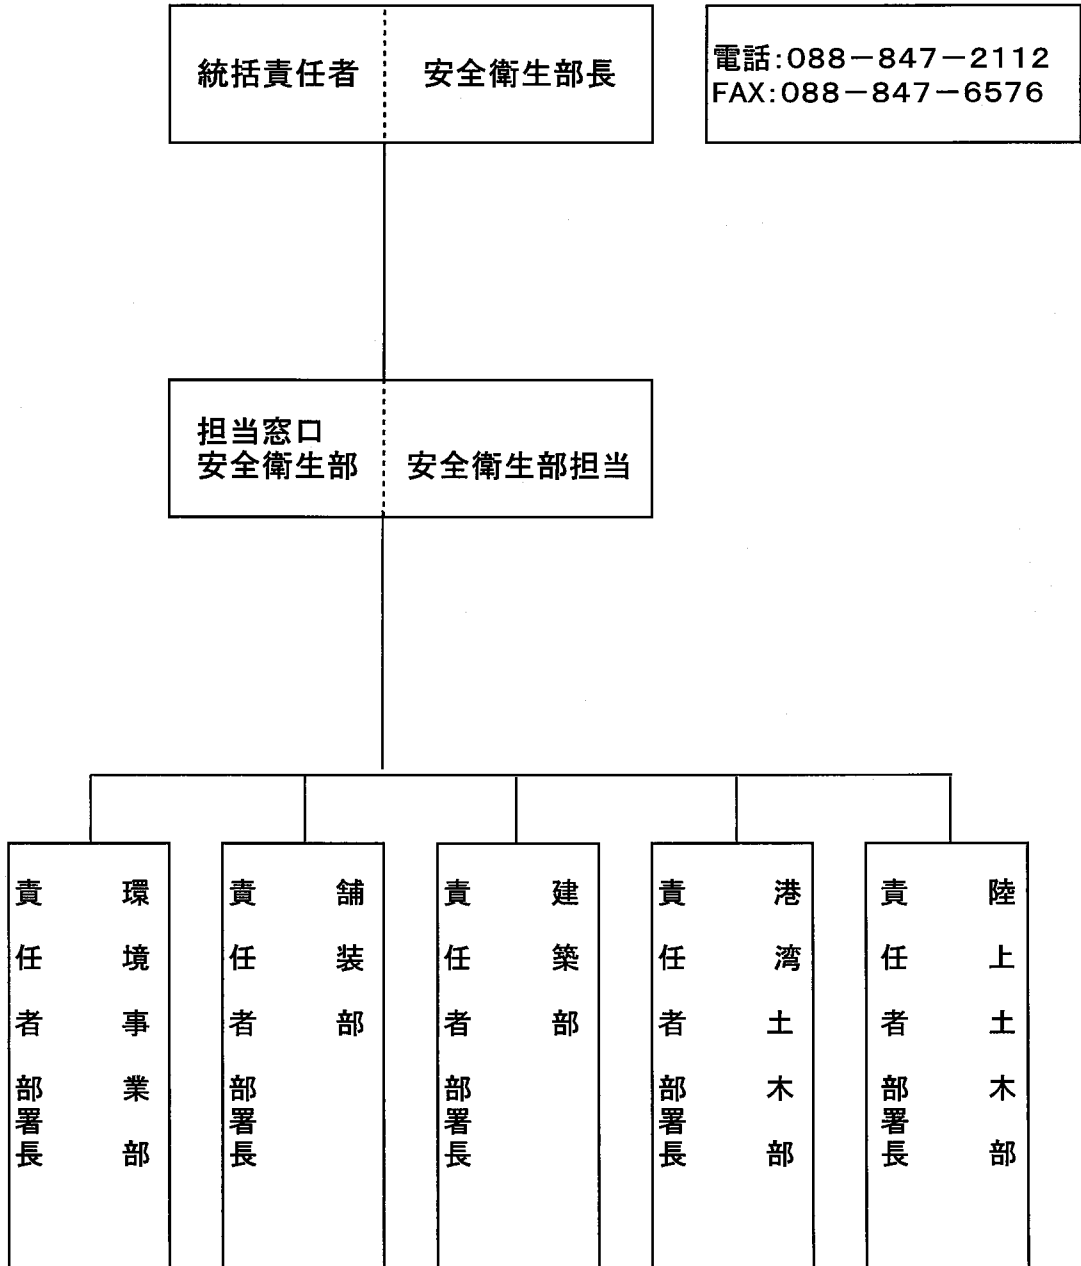 統括責任者
安全衛生部長
電話:088－847－2112
FAX:088－847－6576
担当窓口
安全衛生部
安全衛生部担当
環境事業部
責任者部署長
舗装部
責任者部署長
建築部
責任者部署長
港湾土木部
責任者部署長
陸上土木部
責任者部署長